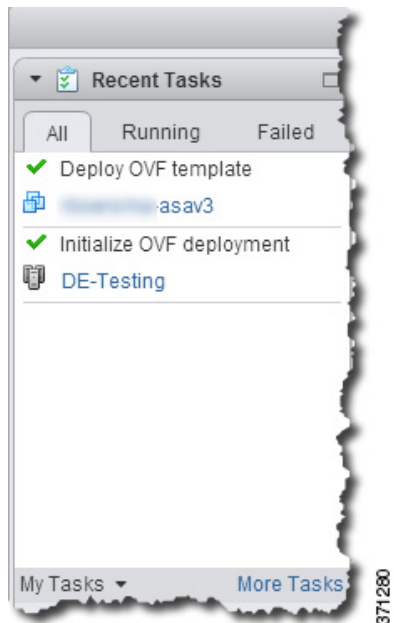 Recent Tasks
All Running Failed
Deploy OVF template
-asav3
Initialize OVF deployment
DE-Testing
My Tasks More Tasks
371280